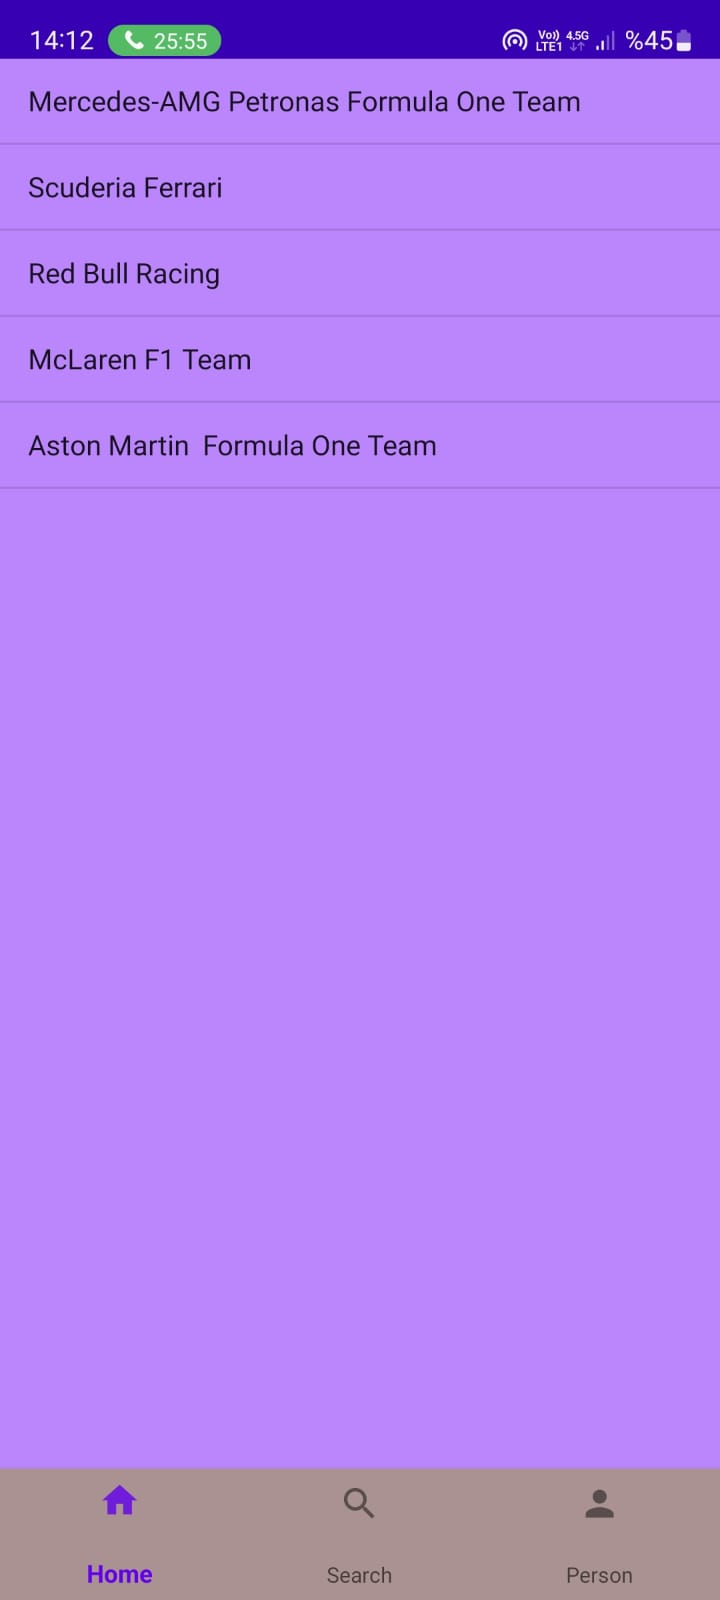 14:12 25:55 Vo)) LTE1 4.5G %45
Mercedes-AMG Petronas Formula One Team
Scuderia Ferrari
Red Bull Racing
McLaren F1 Team
Aston Martin  Formula One Team
Home Search Person